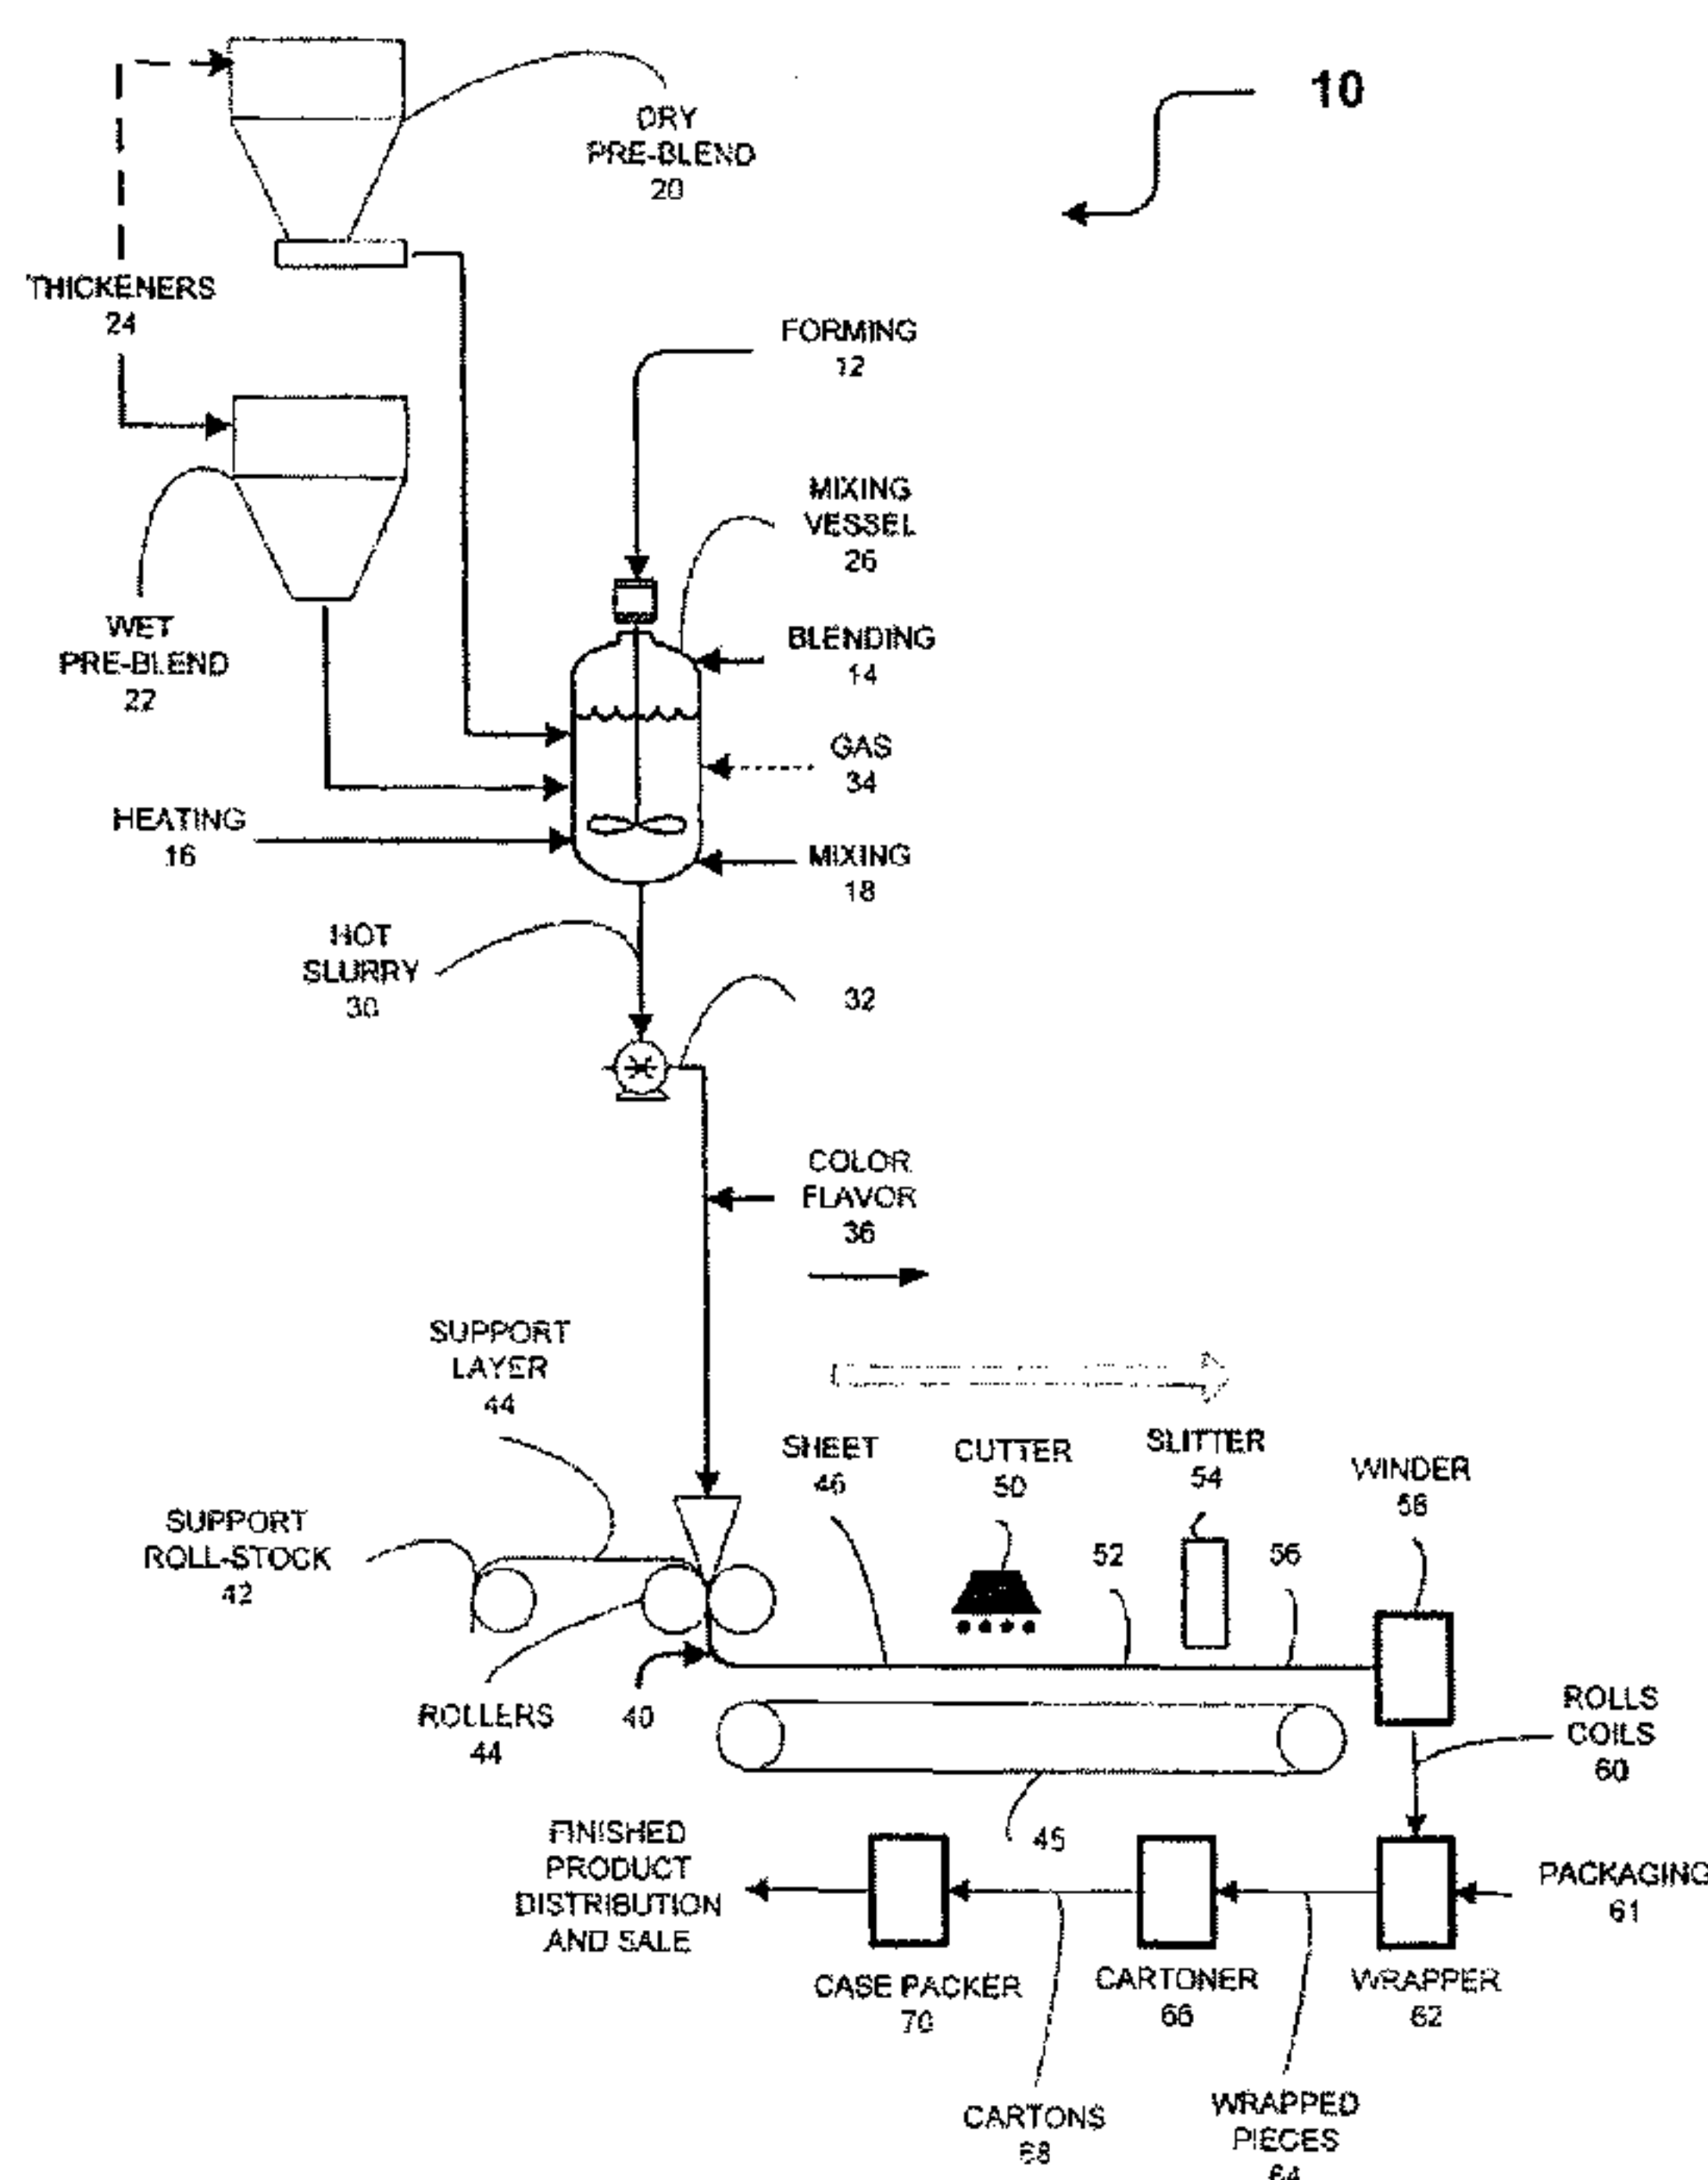 10
DRY
PRE-BLEND
20
THICKENERS
24
FORMING
12
MIXING
VESSEL
26
WET
PRE-BLEND
22
BLENDING
14
GAS
34
HEATING
16
MIXING
18
HOT
SLURRY
30
32
COLOR
FLAVOR
36
SUPPORT
LAYER
44
SHEET
46
CUTTER
50
SLITTER
54
WINDER
58
SUPPORT
ROLL-STOCK
42
52
56
ROLLERS
44
40
ROLLS
COILS
60
45
FINISHED
PRODUCT
DISTRIBUTION
AND SALE
PACKAGING
61
CASE PACKER
70
CARTONER
66
WRAPPER
62
CARTONS
68
WRAPPED
PIECES
64